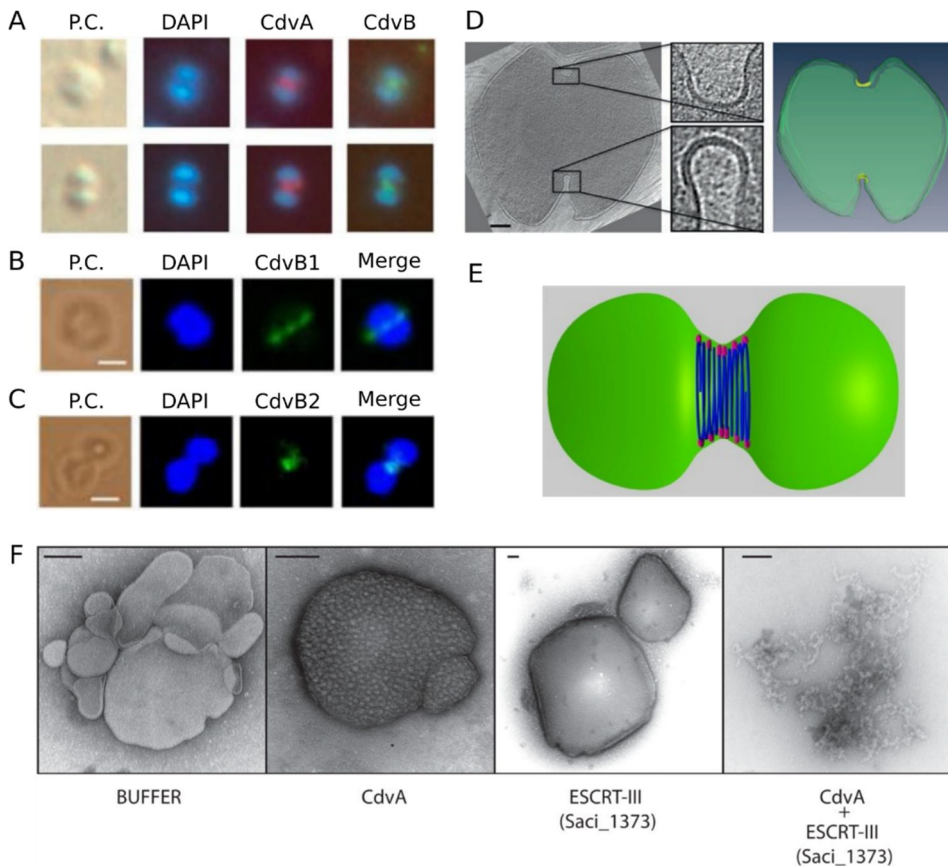 A
P.C. DAPI CdvA CdvB
B
P.C. DAPI CdvB1 Merge
C
P.C. DAPI CdvB2 Merge
D
E
F
BUFFER
CdvA
ESCRT-III
(Saci_1373)
CdvA
+
ESCRT-III
(Saci_1373)